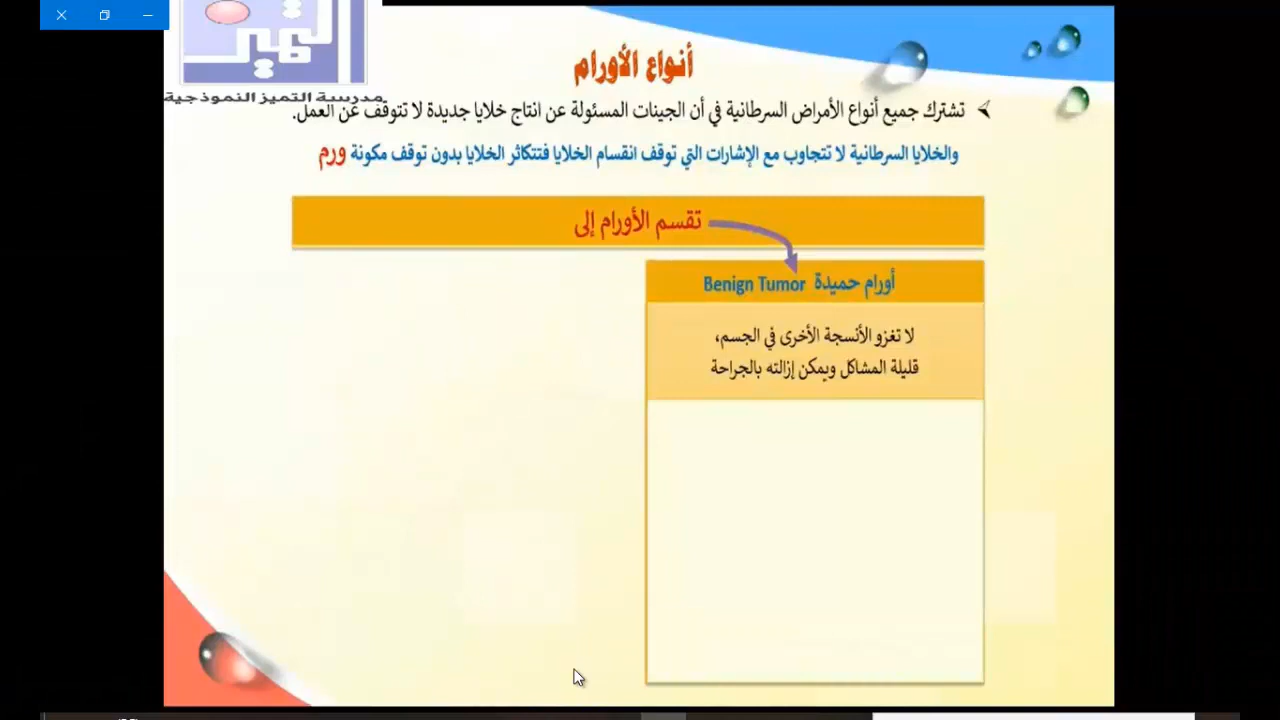 التميز
مدرسة التميز النموذجية
أنواع الأورام
تشترك جميع أنواع الأمراض السرطانية في أن الجينات المسئولة عن انتاج خلايا جديدة لا تتوقف عن العمل.
والخلايا السرطانية لا تتجاوب مع الإشارات التي توقف انقسام الخلايا فتتكاثر الخلايا بدون توقف مكونة ورم
تقسم الأورام إلى
أورام حميدة Benign Tumor
لا تغزو الأنسجة الأخرى في الجسم،
قليلة المشاكل ويمكن إزالته بالجراحة